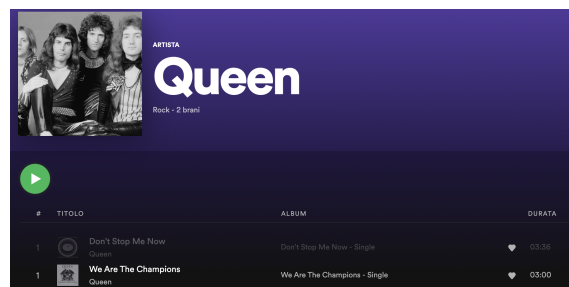 ARTISTA
Queen
Rock - 2 brani
# TITOLO ALBUM DURATA
1 Don't Stop Me Now Don't Stop Me Now - Single 03:36
Queen
1 We Are The Champions We Are The Champions - Single 03:00
Queen